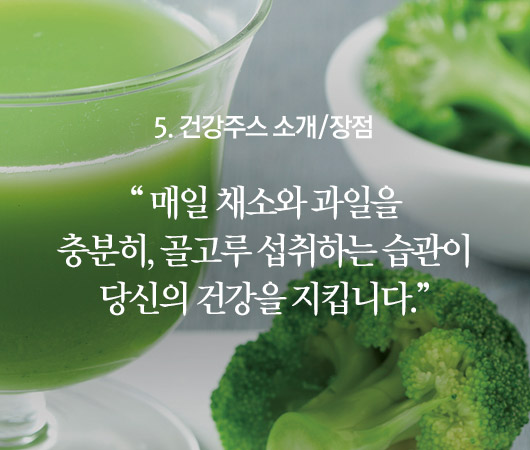 5. 건강주스 소개/장점
“ 매일 채소와 과일을
충분히, 골고루 섭취하는 습관이
당신의 건강을 지킵니다.”